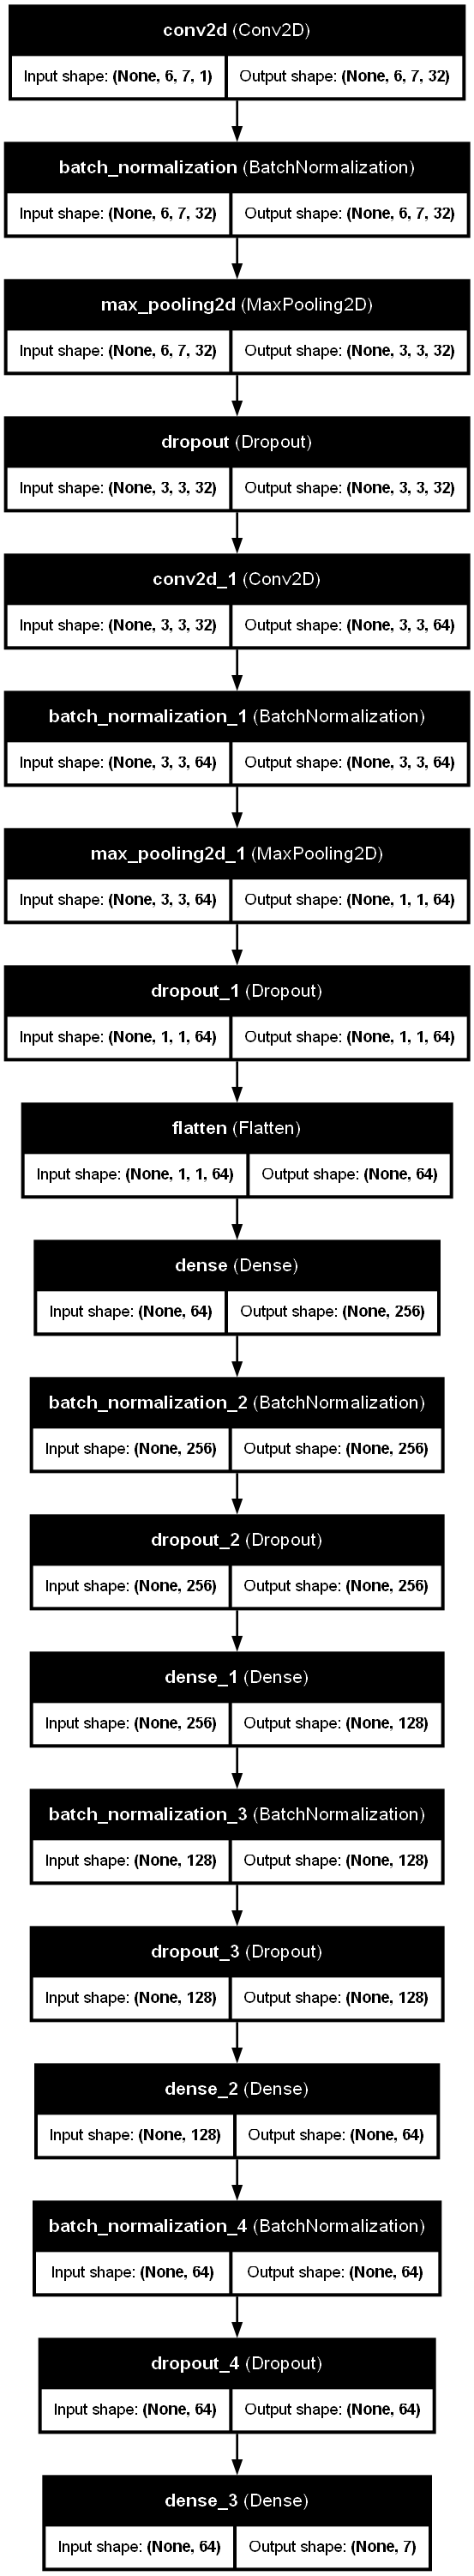 conv2d (Conv2D)
Input shape: (None, 6, 7, 1) Output shape: (None, 6, 7, 32)
batch_normalization (BatchNormalization)
Input shape: (None, 6, 7, 32) Output shape: (None, 6, 7, 32)
max_pooling2d (MaxPooling2D)
Input shape: (None, 6, 7, 32) Output shape: (None, 3, 3, 32)
dropout (Dropout)
Input shape: (None, 3, 3, 32) Output shape: (None, 3, 3, 32)
conv2d_1 (Conv2D)
Input shape: (None, 3, 3, 32) Output shape: (None, 3, 3, 64)
batch_normalization_1 (BatchNormalization)
Input shape: (None, 3, 3, 64) Output shape: (None, 3, 3, 64)
max_pooling2d_1 (MaxPooling2D)
Input shape: (None, 3, 3, 64) Output shape: (None, 1, 1, 64)
dropout_1 (Dropout)
Input shape: (None, 1, 1, 64) Output shape: (None, 1, 1, 64)
flatten (Flatten)
Input shape: (None, 1, 1, 64) Output shape: (None, 64)
dense (Dense)
Input shape: (None, 64) Output shape: (None, 256)
batch_normalization_2 (BatchNormalization)
Input shape: (None, 256) Output shape: (None, 256)
dropout_2 (Dropout)
Input shape: (None, 256) Output shape: (None, 256)
dense_1 (Dense)
Input shape: (None, 256) Output shape: (None, 128)
batch_normalization_3 (BatchNormalization)
Input shape: (None, 128) Output shape: (None, 128)
dropout_3 (Dropout)
Input shape: (None, 128) Output shape: (None, 128)
dense_2 (Dense)
Input shape: (None, 128) Output shape: (None, 64)
batch_normalization_4 (BatchNormalization)
Input shape: (None, 64) Output shape: (None, 64)
dropout_4 (Dropout)
Input shape: (None, 64) Output shape: (None, 64)
dense_3 (Dense)
Input shape: (None, 64) Output shape: (None, 7)